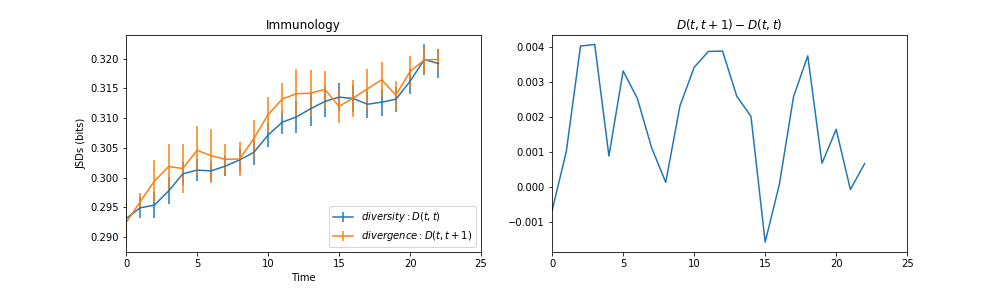 Immunology
JSDs (bits)
0.320
0.315
0.310
0.305
0.300
0.295
0.290
0 5 10 15 20 25
Time
diversity: D(t, t)
divergence: D(t, t+1)
D(t, t+1) − D(t, t)
0.004
0.003
0.002
0.001
0.000
−0.001
0 5 10 15 20 25